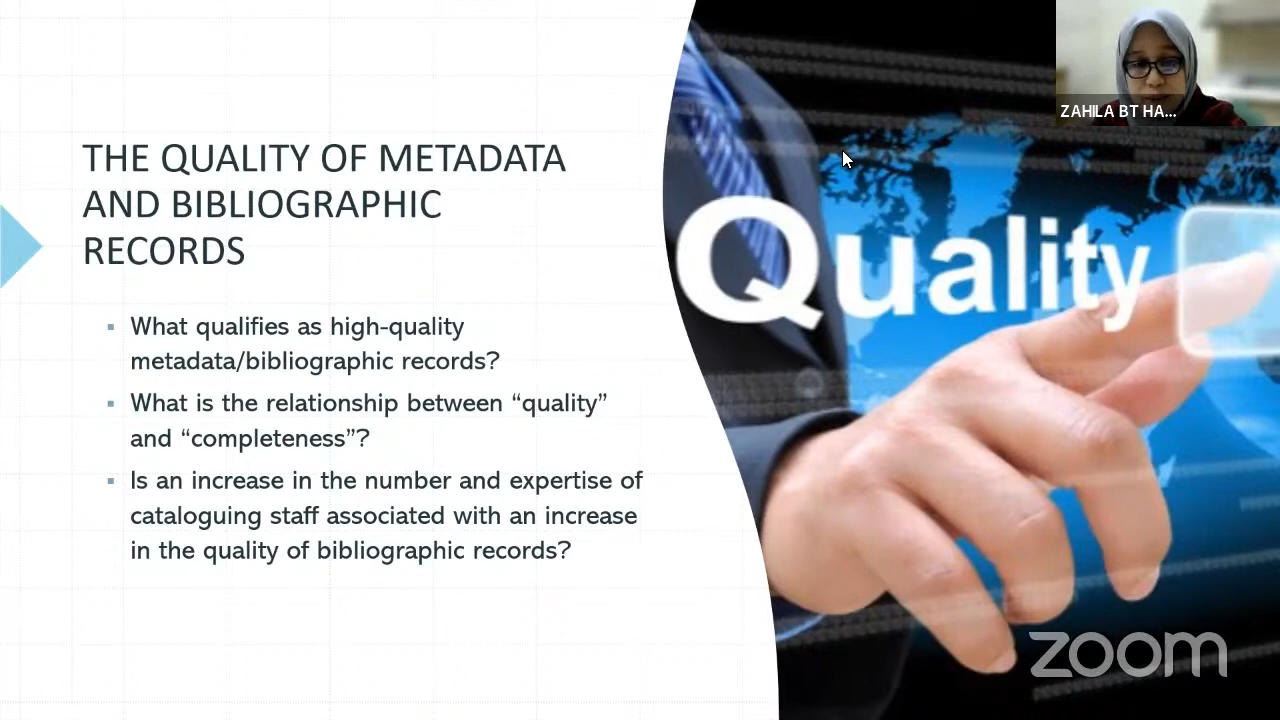 THE QUALITY OF METADATA
AND BIBLIOGRAPHIC
RECORDS
▪ What qualifies as high-quality
metadata/bibliographic records?
▪ What is the relationship between “quality”
and “completeness”?
▪ Is an increase in the number and expertise of
cataloguing staff associated with an increase
in the quality of bibliographic records?
Quality
ZAHILA BT HA...
zoom